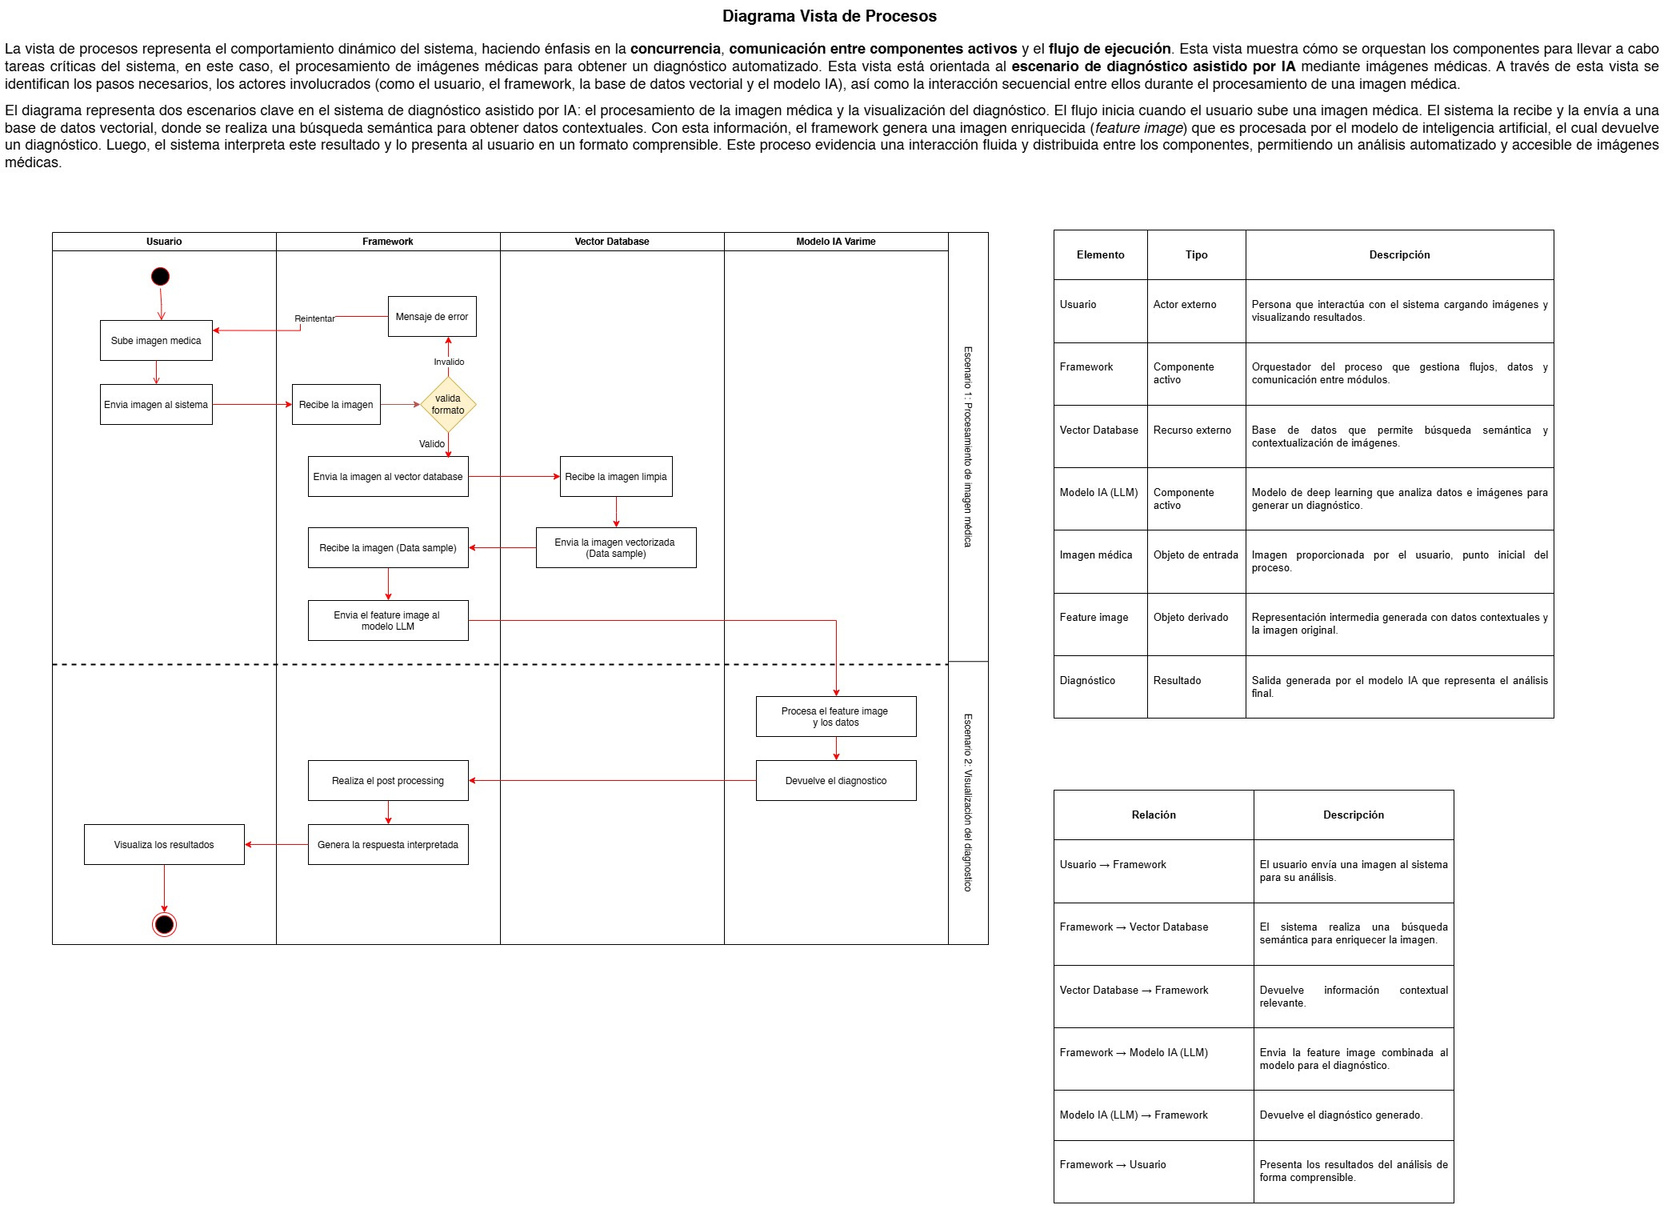 Diagrama Vista de Procesos
La vista de procesos representa el comportamiento dinámico del sistema, haciendo énfasis en la concurrencia, comunicación entre componentes activos y el flujo de ejecución. Esta vista muestra cómo se orquestan los componentes para llevar a cabo
tareas críticas del sistema, en este caso, el procesamiento de imágenes médicas para obtener un diagnóstico automatizado. Esta vista está orientada al escenario de diagnóstico asistido por IA mediante imágenes médicas. A través de esta vista se
identifican los pasos necesarios, los actores involucrados (como el usuario, el framework, la base de datos vectorial y el modelo IA), así como la interacción secuencial entre ellos durante el procesamiento de una imagen médica.
El diagrama representa dos escenarios clave en el sistema de diagnóstico asistido por IA: el procesamiento de la imagen médica y la visualización del diagnóstico. El flujo inicia cuando el usuario sube una imagen médica. El sistema la recibe y la envía a una
base de datos vectorial, donde se realiza una búsqueda semántica para obtener datos contextuales. Con esta información, el framework genera una imagen enriquecida (feature image) que es procesada por el modelo de inteligencia artificial, el cual devuelve
un diagnóstico. Luego, el sistema interpreta este resultado y lo presenta al usuario en un formato comprensible. Este proceso evidencia una interacción fluida y distribuida entre los componentes, permitiendo un análisis automatizado y accesible de imágenes
médicas.
Usuario
Framework
Vector Database
Modelo IA Varime
Escenario 1: Procesamiento de imagen médica
Sube imagen medica
Reintentar
Mensaje de error
Invalido
Envia imagen al sistema
Recibe la imagen
valida
formato
Valido
Envia la imagen al vector database
Recibe la imagen limpia
Recibe la imagen (Data sample)
Envia la imagen vectorizada
(Data sample)
Envia el feature image al
modelo LLM
Escenario 2: Visualización del diagnostico
Procesa el feature image
y los datos
Realiza el post processing
Devuelve el diagnostico
Visualiza los resultados
Genera la respuesta interpretada
Elemento
Tipo
Descripción
Usuario
Actor externo
Persona que interactúa con el sistema cargando imágenes y
visualizando resultados.
Framework
Componente
activo
Orquestador del proceso que gestiona flujos, datos y
comunicación entre módulos.
Vector Database
Recurso externo
Base de datos que permite búsqueda semántica y
contextualización de imágenes.
Modelo IA (LLM)
Componente
activo
Modelo de deep learning que analiza datos e imágenes para
generar un diagnóstico.
Imagen médica
Objeto de entrada
Imagen proporcionada por el usuario, punto inicial del
proceso.
Feature image
Objeto derivado
Representación intermedia generada con datos contextuales y
la imagen original.
Diagnóstico
Resultado
Salida generada por el modelo IA que representa el análisis
final.
Relación
Descripción
Usuario → Framework
El usuario envía una imagen al sistema
para su análisis.
Framework → Vector Database
El sistema realiza una búsqueda
semántica para enriquecer la imagen.
Vector Database → Framework
Devuelve información contextual
relevante.
Framework → Modelo IA (LLM)
Envia la feature image combinada al
modelo para el diagnóstico.
Modelo IA (LLM) → Framework
Devuelve el diagnóstico generado.
Framework → Usuario
Presenta los resultados del análisis de
forma comprensible.